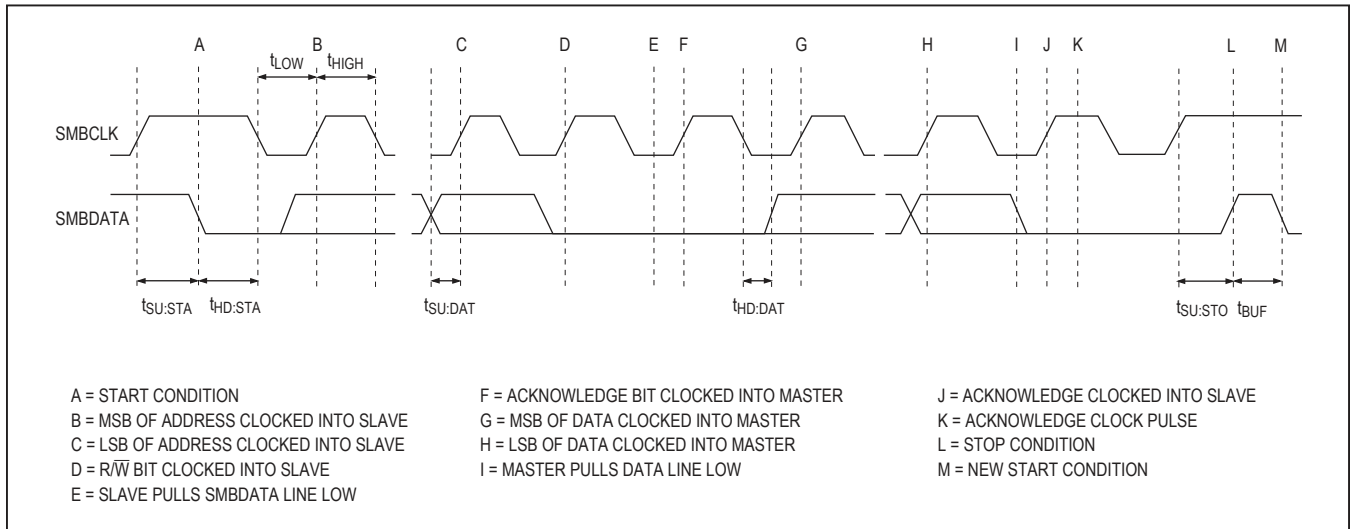 A B C D E F G H I J K L M
tLOW tHIGH
SMBCLK
SMBDATA
tSU:STA tHD:STA tSU:DAT tHD:DAT tSU:STO tBUF
A = START CONDITION
B = MSB OF ADDRESS CLOCKED INTO SLAVE
C = LSB OF ADDRESS CLOCKED INTO SLAVE
D = R/W̅ BIT CLOCKED INTO SLAVE
E = SLAVE PULLS SMBDATA LINE LOW
F = ACKNOWLEDGE BIT CLOCKED INTO MASTER
G = MSB OF DATA CLOCKED INTO MASTER
H = LSB OF DATA CLOCKED INTO MASTER
I = MASTER PULLS DATA LINE LOW
J = ACKNOWLEDGE CLOCKED INTO SLAVE
K = ACKNOWLEDGE CLOCK PULSE
L = STOP CONDITION
M = NEW START CONDITION